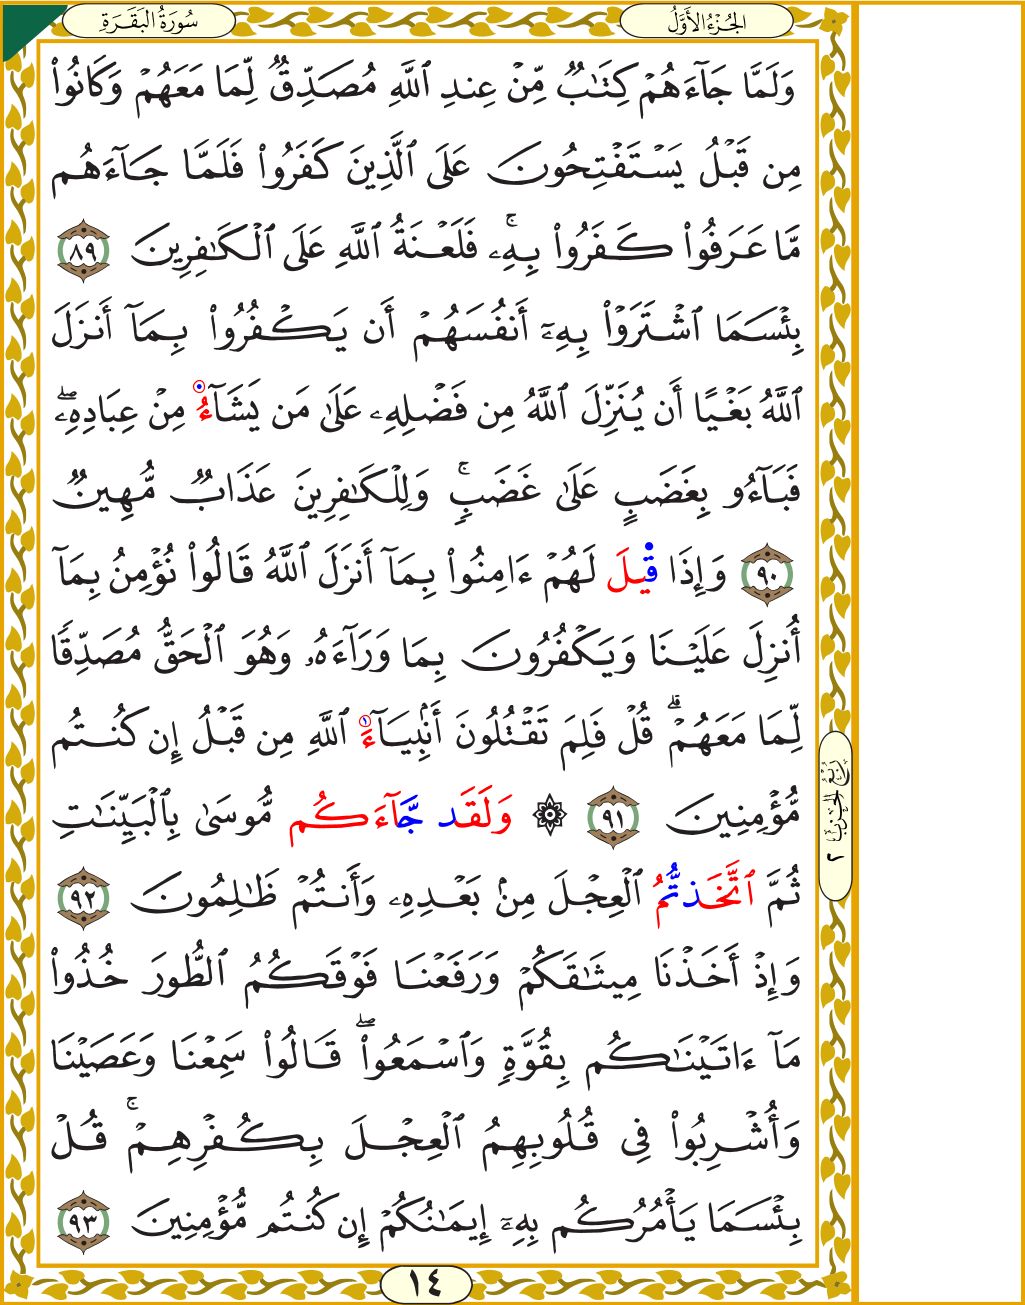 سُورَةُ الْبَقَرَةِ
الجُزْءُ الأَوَّلُ
وَلَمَّا جَآءَهُمۡ كِتَٰبٞ مِّنۡ عِندِ ٱللَّهِ مُصَدِّقٞ لِّمَا مَعَهُمۡ وَكَانُواْ
مِن قَبۡلُ يَسۡتَفۡتِحُونَ عَلَى ٱلَّذِينَ كَفَرُواْ فَلَمَّا جَآءَهُم
مَّا عَرَفُواْ كَفَرُواْ بِهِۦۚ فَلَعۡنَةُ ٱللَّهِ عَلَى ٱلۡكَٰفِرِينَ ٨٩
بِئۡسَمَا ٱشۡتَرَوۡاْ بِهِۦٓ أَنفُسَهُمۡ أَن يَكۡفُرُواْ بِمَآ أَنزَلَ
ٱللَّهُ بَغۡيًا أَن يُنَزِّلَ ٱللَّهُ مِن فَضۡلِهِۦ عَلَىٰ مَن يَشَآءُ مِنۡ عِبَادِهِۦۖ
فَبَآءُو بِغَضَبٍ عَلَىٰ غَضَبٖۚ وَلِلۡكَٰفِرِينَ عَذَابٞ مُّهِينٞ
٩٠ وَإِذَا قِيلَ لَهُمۡ ءَامِنُواْ بِمَآ أَنزَلَ ٱللَّهُ قَالُواْ نُؤۡمِنُ بِمَآ
أُنزِلَ عَلَيۡنَا وَيَكۡفُرُونَ بِمَا وَرَآءَهُۥ وَهُوَ ٱلۡحَقُّ مُصَدِّقٗا
لِّمَا مَعَهُمۡۗ قُلۡ فَلِمَ تَقۡتُلُونَ أَنۢبِيَآءَ ٱللَّهِ مِن قَبۡلُ إِن كُنتُم
مُّؤۡمِنِينَ ٩١ ۞ وَلَقَد جَّآءَكُم مُّوسَىٰ بِٱلۡبَيِّنَٰتِ
ثُمَّ ٱتَّخَذتُّمُ ٱلۡعِجۡلَ مِنۢ بَعۡدِهِۦ وَأَنتُمۡ ظَٰلِمُونَ ٩٢
وَإِذۡ أَخَذۡنَا مِيثَٰقَكُمۡ وَرَفَعۡنَا فَوۡقَكُمُ ٱلطُّورَ خُذُواْ
مَآ ءَاتَيۡنَٰكُم بِقُوَّةٖ وَٱسۡمَعُواْۖ قَالُواْ سَمِعۡنَا وَعَصَيۡنَا
وَأُشۡرِبُواْ فِي قُلُوبِهِمُ ٱلۡعِجۡلَ بِكُفۡرِهِمۡۚ قُلۡ
بِئۡسَمَا يَأۡمُرُكُم بِهِۦٓ إِيمَٰنُكُمۡ إِن كُنتُم مُّؤۡمِنِينَ ٩٣
١٤
رُبْعُ الحِزْبِ ٢